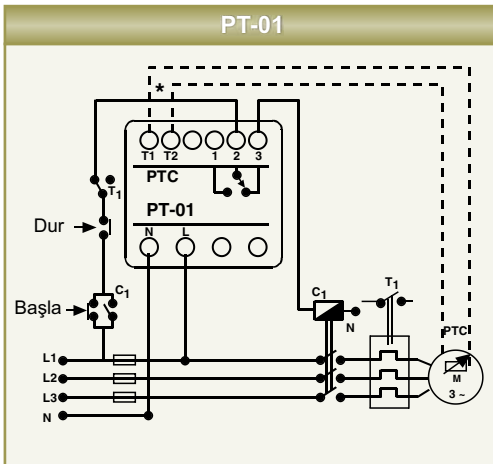 PT-01
*
T1 T2 1 2 3
PTC
T1
PT-01
Dur
N L
C1
Başla
C1
T1
N
PTC
L1
L2
L3
N
M
3 ~